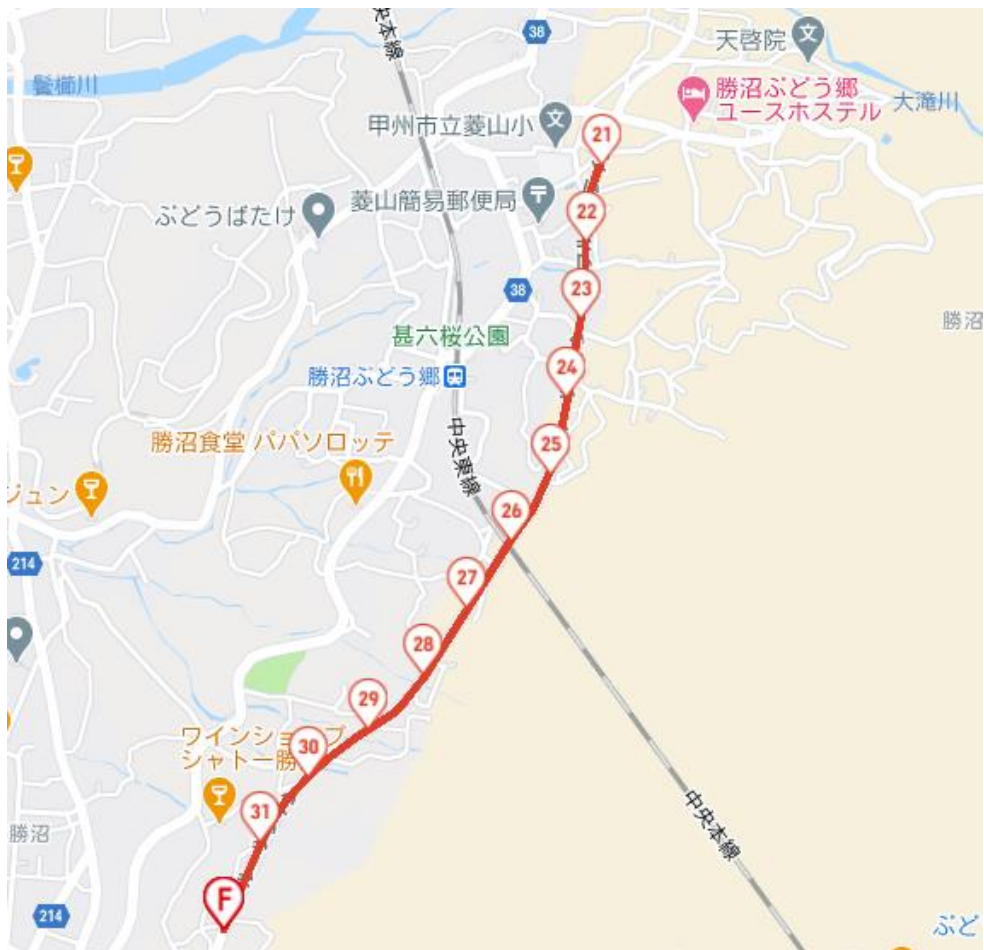 中央本線
38
天啓院
鬢櫛川
勝沼ぶどう郷
ユースホステル
大滝川
甲州市立菱山小
21
菱山簡易郵便局
22
ぶどうばたけ
23
38
勝沼
甚六桜公園
24
勝沼ぶどう郷
25
勝沼食堂 パパソロッテ
中央東線
ジュン
26
214
27
28
29
ワインショップ
シャトー勝
30
31
中央本線
勝沼
F
214
ぶど